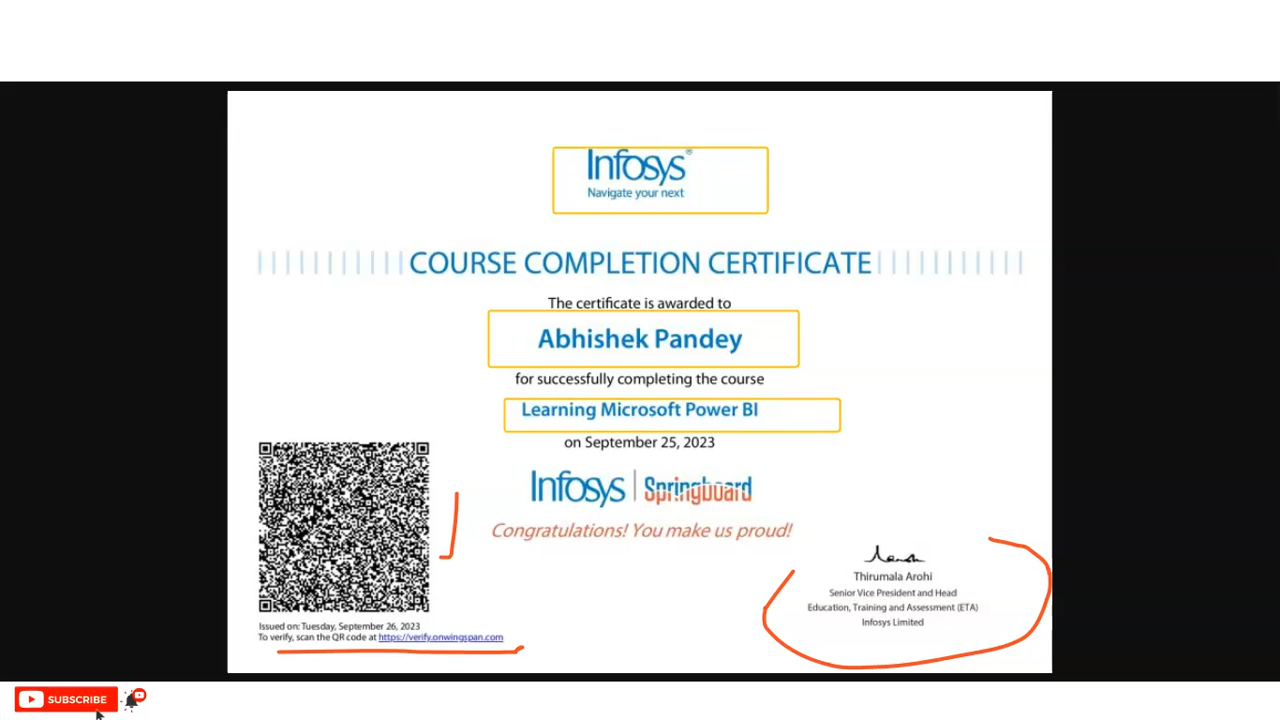 Infosys®
Navigate your next
COURSE COMPLETION CERTIFICATE
The certificate is awarded to
Abhishek Pandey
for successfully completing the course
Learning Microsoft Power BI
on September 25, 2023
Infosys | Springboard
Congratulations! You make us proud!
Thirumala Arohi
Senior Vice President and Head
Education, Training and Assessment (ETA)
Infosys Limited
Issued on: Tuesday, September 26, 2023
To verify, scan the QR code at https://verify.onwingspan.com
SUBSCRIBE